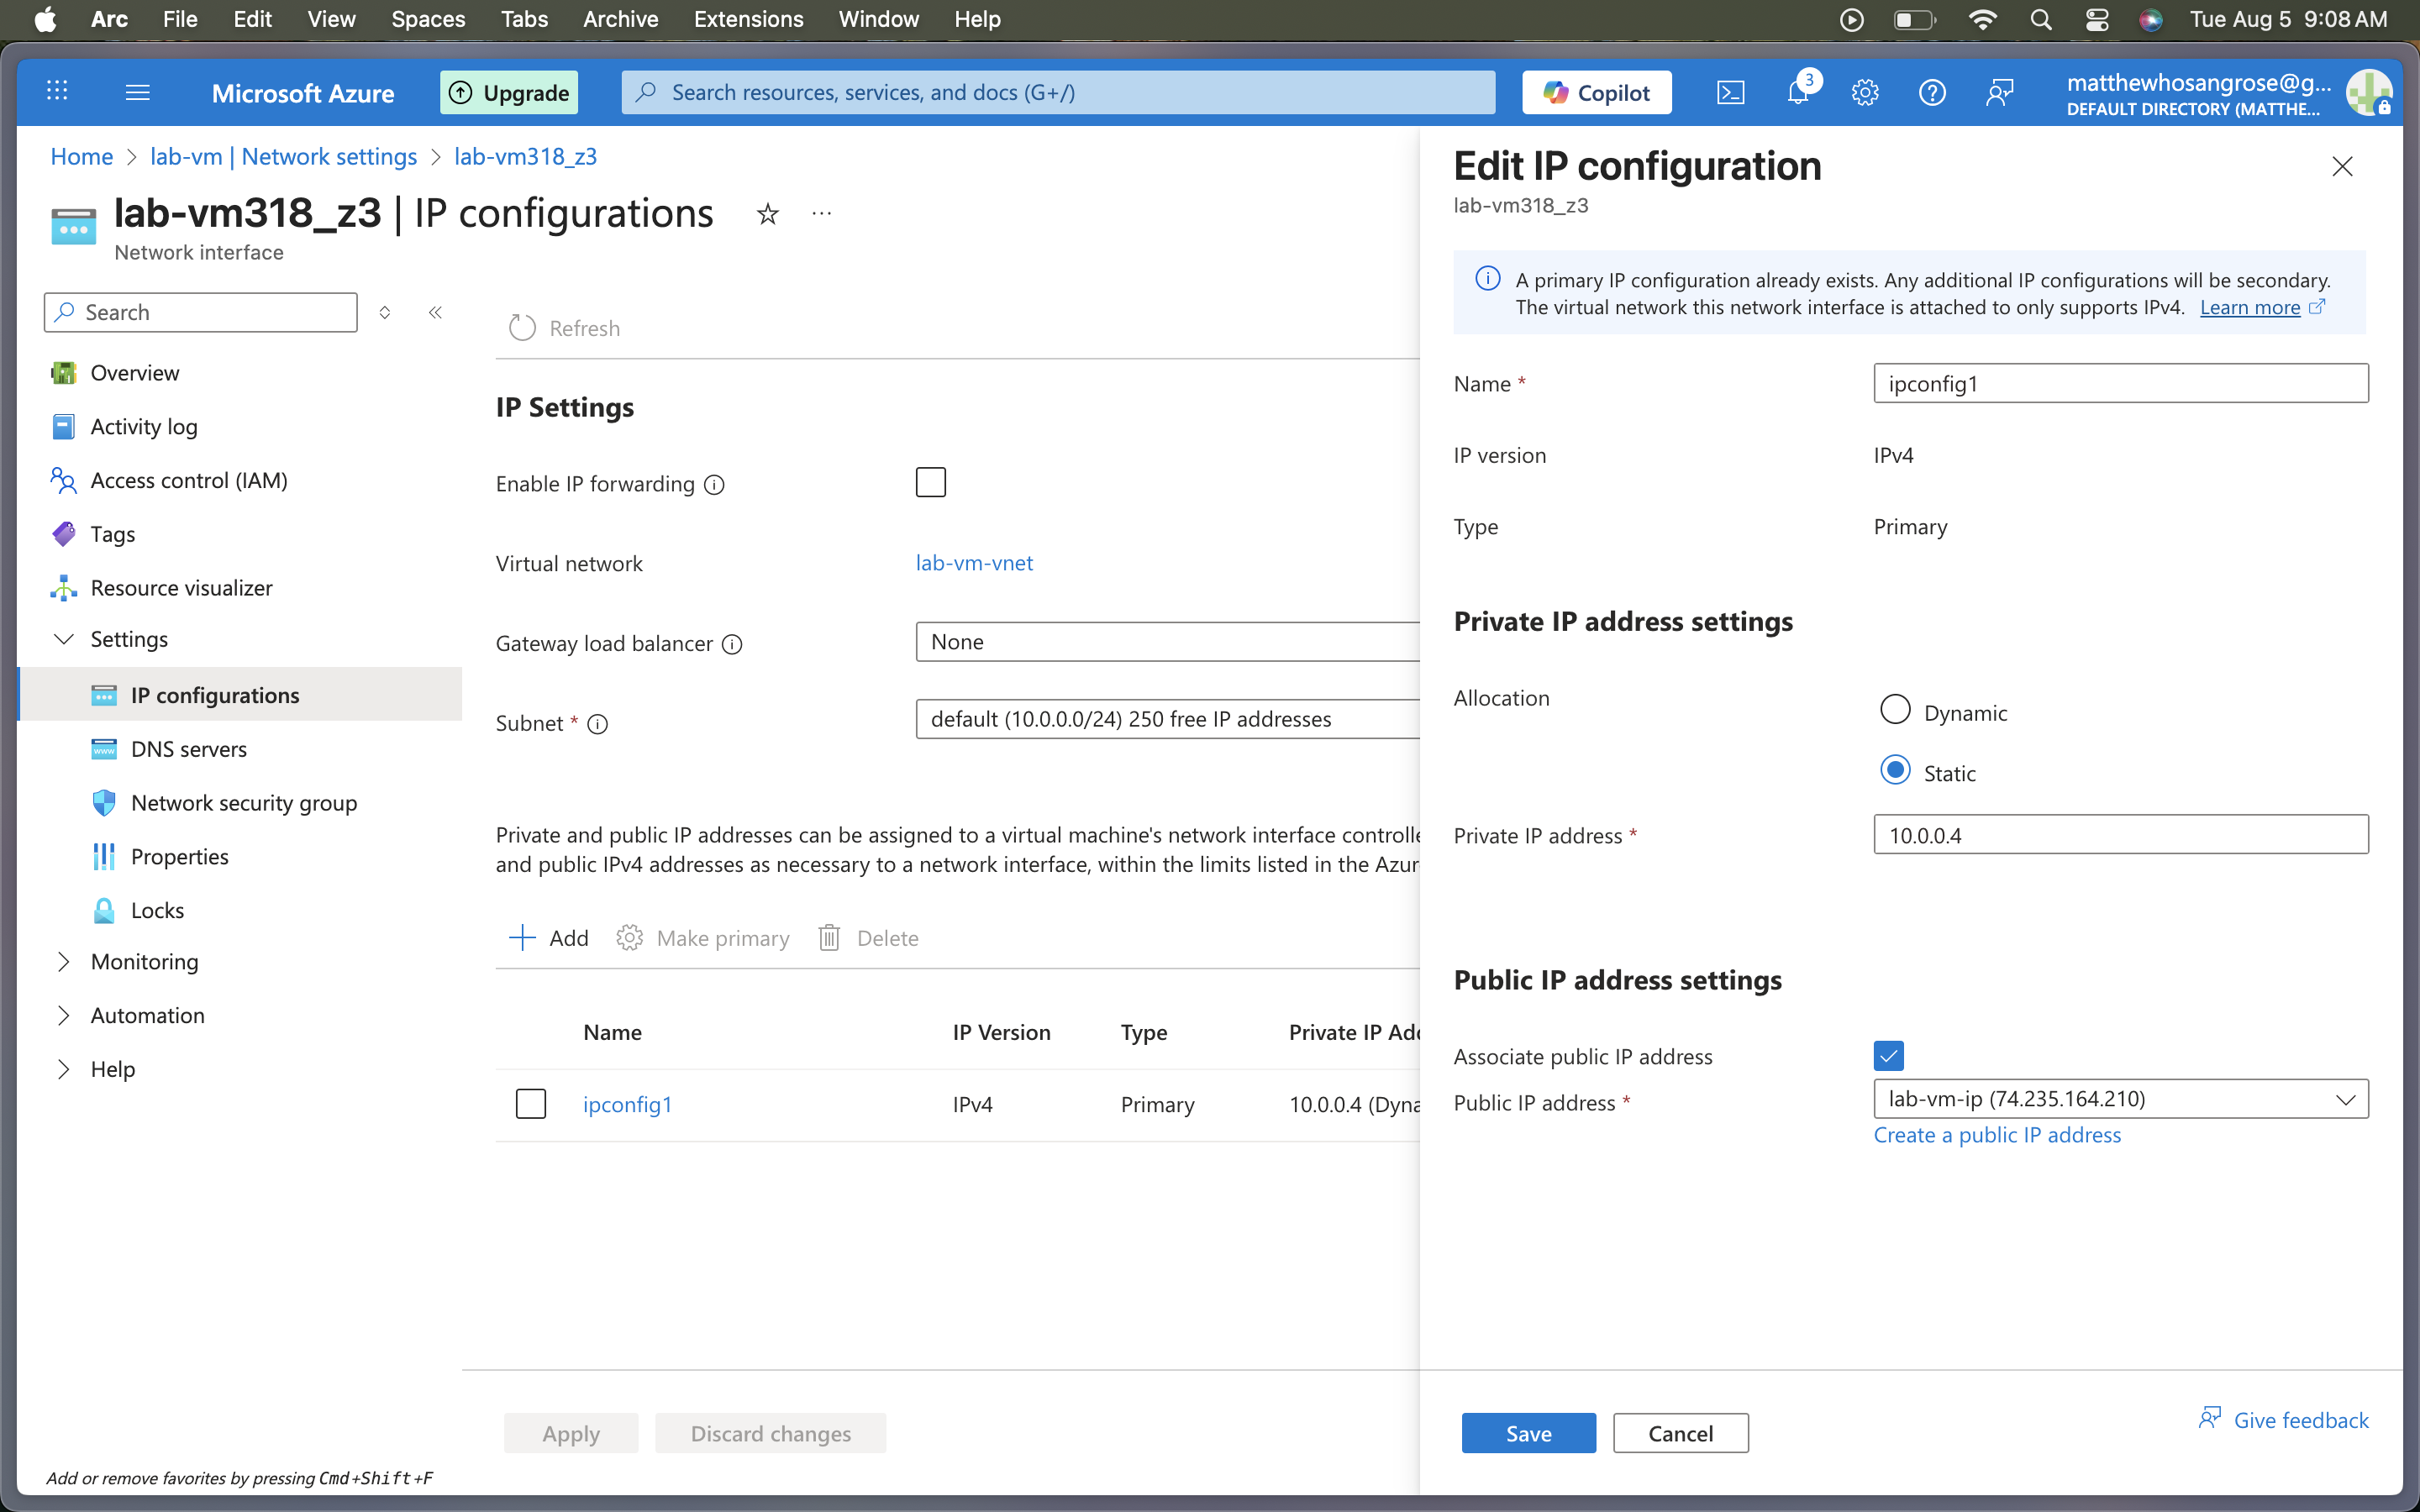 Arc File Edit View Spaces Tabs Archive Extensions Window Help Tue Aug 5 9:08 AM
Microsoft Azure Upgrade Search resources, services, and docs (G+/) Copilot 3 matthewhosangrose@g...
DEFAULT DIRECTORY (MATTHE...
Home > lab-vm | Network settings > lab-vm318_z3
lab-vm318_z3 | IP configurations
Network interface
Search
Overview
Activity log
Access control (IAM)
Tags
Resource visualizer
Settings
IP configurations
DNS servers
Network security group
Properties
Locks
Monitoring
Automation
Help
Add or remove favorites by pressing Cmd+Shift+F
Refresh
IP Settings
Enable IP forwarding
Virtual network lab-vm-vnet
Gateway load balancer None
Subnet * default (10.0.0.0/24) 250 free IP addresses
Private and public IP addresses can be assigned to a virtual machine's network interface controlle
and public IPv4 addresses as necessary to a network interface, within the limits listed in the Azur
Add Make primary Delete
Name IP Version Type Private IP Add
ipconfig1 IPv4 Primary 10.0.0.4 (Dyna
Apply Discard changes
Edit IP configuration
lab-vm318_z3
A primary IP configuration already exists. Any additional IP configurations will be secondary.
The virtual network this network interface is attached to only supports IPv4. Learn more
Name * ipconfig1
IP version IPv4
Type Primary
Private IP address settings
Allocation Dynamic
Static
Private IP address * 10.0.0.4
Public IP address settings
Associate public IP address
Public IP address * lab-vm-ip (74.235.164.210)
Create a public IP address
Save Cancel Give feedback